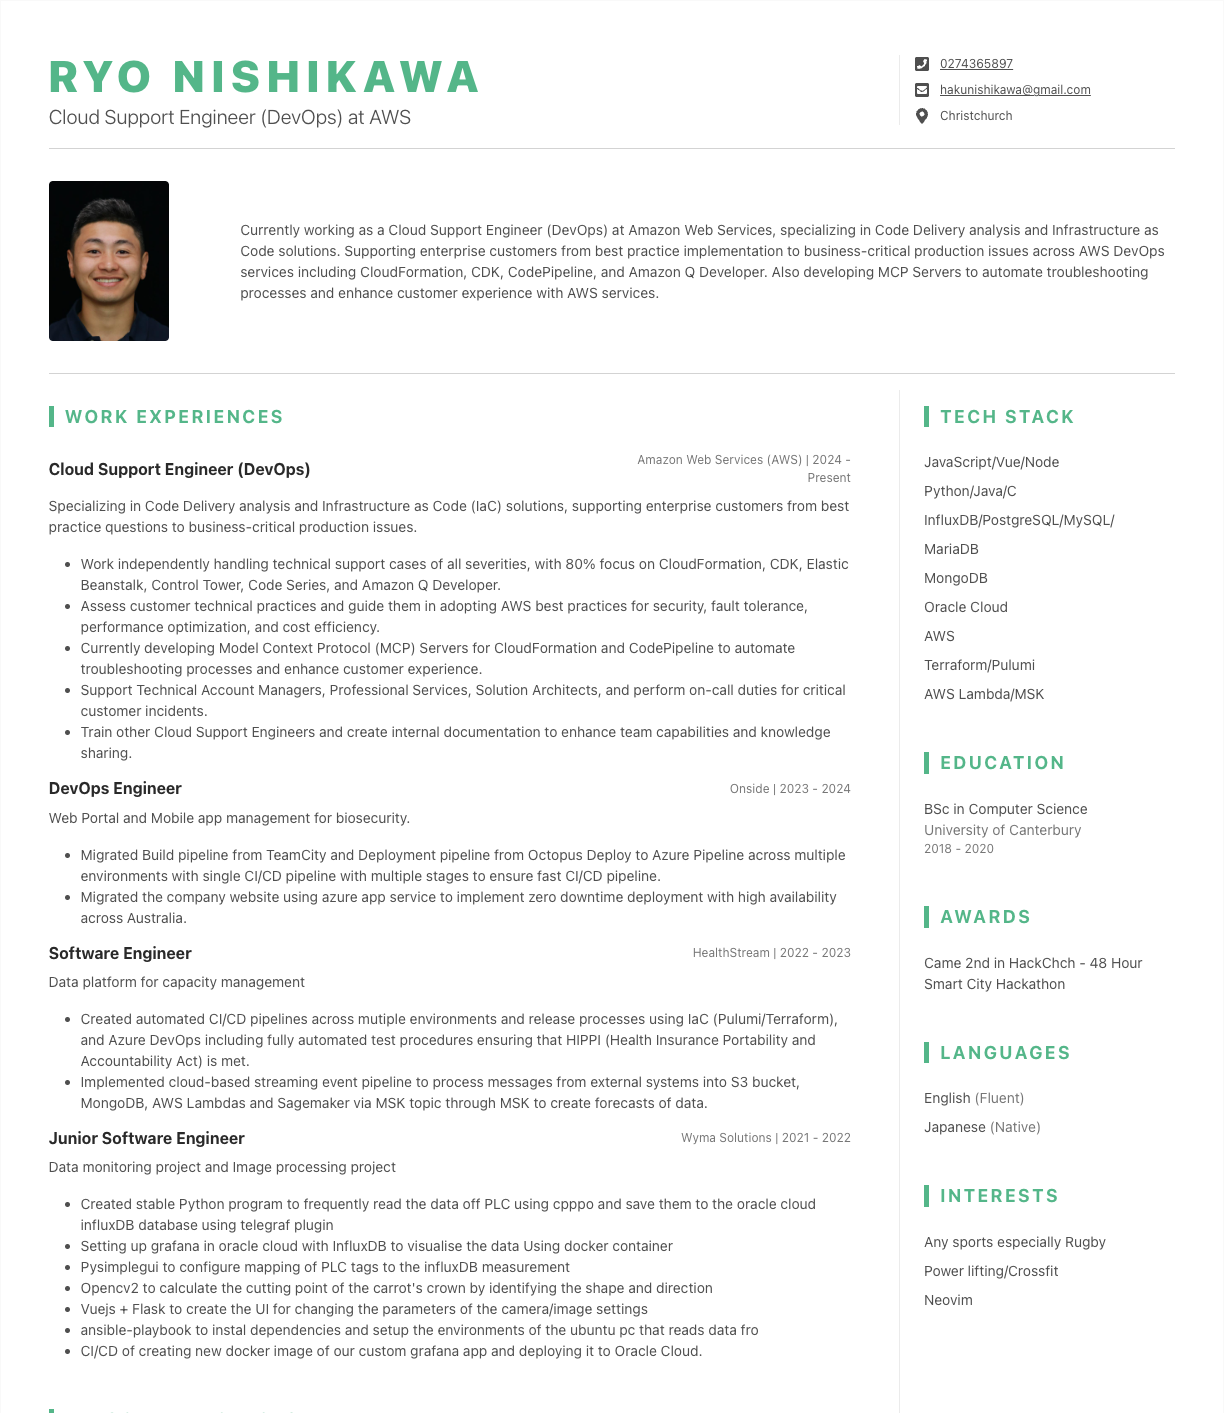 RYO NISHIKAWA
Cloud Support Engineer (DevOps) at AWS
0274365897
hakunishikawa@gmail.com
Christchurch
Currently working as a Cloud Support Engineer (DevOps) at Amazon Web Services, specializing in Code Delivery analysis and Infrastructure as
Code solutions. Supporting enterprise customers from best practice implementation to business-critical production issues across AWS DevOps
services including CloudFormation, CDK, CodePipeline, and Amazon Q Developer. Also developing MCP Servers to automate troubleshooting
processes and enhance customer experience with AWS services.
WORK EXPERIENCES
Cloud Support Engineer (DevOps)
Amazon Web Services (AWS) | 2024 -
Present
Specializing in Code Delivery analysis and Infrastructure as Code (IaC) solutions, supporting enterprise customers from best
practice questions to business-critical production issues.
• Work independently handling technical support cases of all severities, with 80% focus on CloudFormation, CDK, Elastic
Beanstalk, Control Tower, Code Series, and Amazon Q Developer.
• Assess customer technical practices and guide them in adopting AWS best practices for security, fault tolerance,
performance optimization, and cost efficiency.
• Currently developing Model Context Protocol (MCP) Servers for CloudFormation and CodePipeline to automate
troubleshooting processes and enhance customer experience.
• Support Technical Account Managers, Professional Services, Solution Architects, and perform on-call duties for critical
customer incidents.
• Train other Cloud Support Engineers and create internal documentation to enhance team capabilities and knowledge
sharing.
DevOps Engineer
Onside | 2023 - 2024
Web Portal and Mobile app management for biosecurity.
• Migrated Build pipeline from TeamCity and Deployment pipeline from Octopus Deploy to Azure Pipeline across multiple
environments with single CI/CD pipeline with multiple stages to ensure fast CI/CD pipeline.
• Migrated the company website using azure app service to implement zero downtime deployment with high availability
across Australia.
Software Engineer
HealthStream | 2022 - 2023
Data platform for capacity management
• Created automated CI/CD pipelines across mutiple environments and release processes using IaC (Pulumi/Terraform),
and Azure DevOps including fully automated test procedures ensuring that HIPPI (Health Insurance Portability and
Accountability Act) is met.
• Implemented cloud-based streaming event pipeline to process messages from external systems into S3 bucket,
MongoDB, AWS Lambdas and Sagemaker via MSK topic through MSK to create forecasts of data.
Junior Software Engineer
Wyma Solutions | 2021 - 2022
Data monitoring project and Image processing project
• Created stable Python program to frequently read the data off PLC using cpppo and save them to the oracle cloud
influxDB database using telegraf plugin
• Setting up grafana in oracle cloud with InfluxDB to visualise the data Using docker container
• Pysimplegui to configure mapping of PLC tags to the influxDB measurement
• Opencv2 to calculate the cutting point of the carrot's crown by identifying the shape and direction
• Vuejs + Flask to create the UI for changing the parameters of the camera/image settings
• ansible-playbook to instal dependencies and setup the environments of the ubuntu pc that reads data fro
• CI/CD of creating new docker image of our custom grafana app and deploying it to Oracle Cloud.
TECH STACK
JavaScript/Vue/Node
Python/Java/C
InfluxDB/PostgreSQL/MySQL/
MariaDB
MongoDB
Oracle Cloud
AWS
Terraform/Pulumi
AWS Lambda/MSK
EDUCATION
BSc in Computer Science
University of Canterbury
2018 - 2020
AWARDS
Came 2nd in HackChch - 48 Hour
Smart City Hackathon
LANGUAGES
English (Fluent)
Japanese (Native)
INTERESTS
Any sports especially Rugby
Power lifting/Crossfit
Neovim